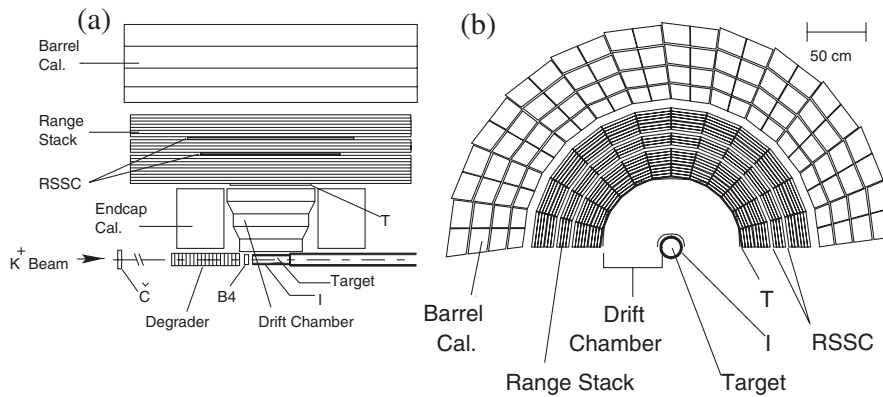 (a)
Barrel
Cal.
Range
Stack
RSSC
Endcap
Cal.
T
K+ Beam
Č
Degrader
B4
I
Target
Drift Chamber
(b)
50 cm
Barrel
Cal.
Drift
Chamber
Range Stack
T
I
Target
RSSC